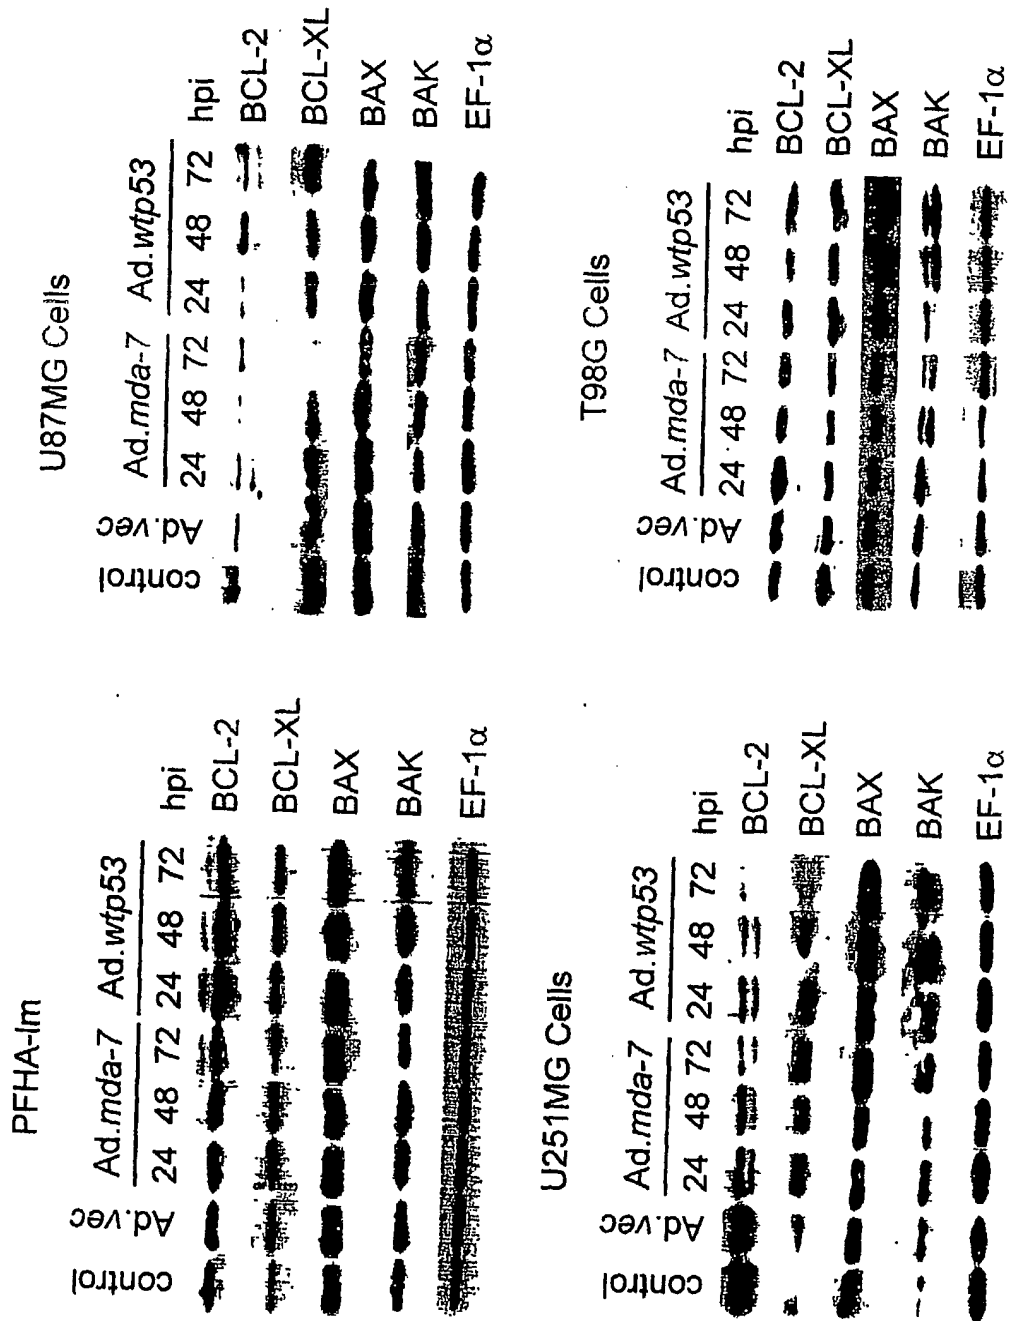 PFHA-Im
control Ad.vec Ad.mda-7 Ad.wtp53
24 48 72 24 48 72 hpi
BCL-2
BCL-XL
BAX
BAK
EF-1α
U87MG Cells
control Ad.vec Ad.mda-7 Ad.wtp53
24 48 72 24 48 72 hpi
BCL-2
BCL-XL
BAX
BAK
EF-1α
U251MG Cells
control Ad.vec Ad.mda-7 Ad.wtp53
24 48 72 24 48 72 hpi
BCL-2
BCL-XL
BAX
BAK
EF-1α
T98G Cells
control Ad.vec Ad.mda-7 Ad.wtp53
24 48 72 24 48 72 hpi
BCL-2
BCL-XL
BAX
BAK
EF-1α